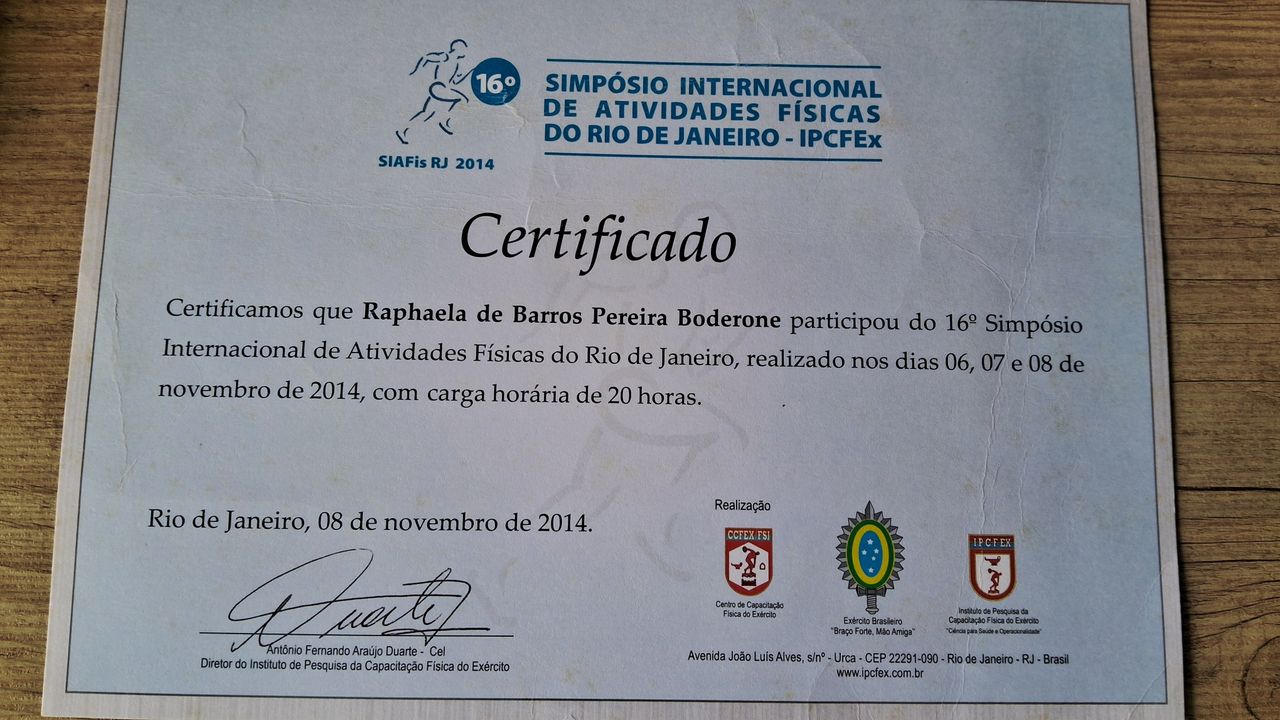 16º
SIAFis RJ 2014
SIMPÓSIO INTERNACIONAL
DE ATIVIDADES FÍSICAS
DO RIO DE JANEIRO - IPCFEx
Certificado
Certificamos que Raphaela de Barros Pereira Boderone participou do 16º Simpósio
Internacional de Atividades Físicas do Rio de Janeiro, realizado nos dias 06, 07 e 08 de
novembro de 2014, com carga horária de 20 horas.
Rio de Janeiro, 08 de novembro de 2014.
Duarte
Antônio Fernando Araújo Duarte - Cel
Diretor do Instituto de Pesquisa da Capacitação Física do Exército
Realização
CCFEX FSJ
Centro de Capacitação
Física do Exército
Exército Brasileiro
"Braço Forte, Mão Amiga"
IPCFEX
Instituto de Pesquisa da
Capacitação Física do Exército
"Ciência para Saúde e Operacionalidade"
Avenida João Luís Alves, s/nº - Urca - CEP 22291-090 - Rio de Janeiro - RJ - Brasil
www.ipcfex.com.br